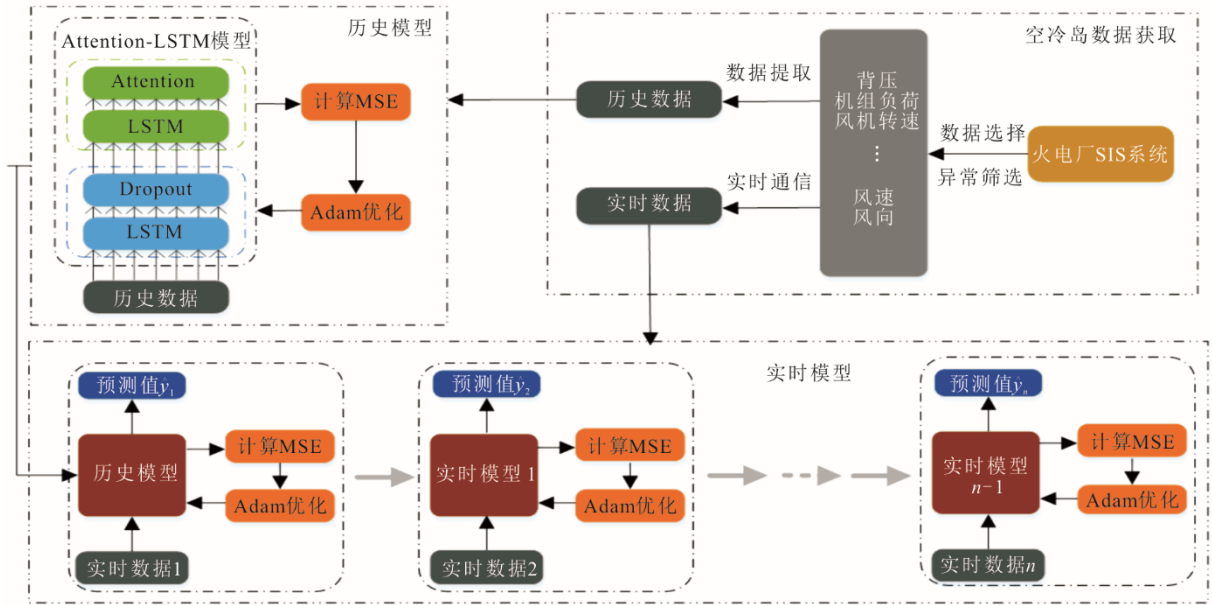 历史模型
Attention-LSTM模型
Attention
LSTM
Dropout
LSTM
历史数据
计算MSE
Adam优化
空冷岛数据获取
历史数据
数据提取
实时数据
实时通信
背压
机组负荷
风机转速
⋮
风速
风向
数据选择
异常筛选
火电厂SIS系统
实时模型
预测值ŷ₁
历史模型
计算MSE
Adam优化
实时数据1
预测值ŷ₂
实时模型1
计算MSE
Adam优化
实时数据2
预测值ŷₙ
实时模型
n-1
计算MSE
Adam优化
实时数据n